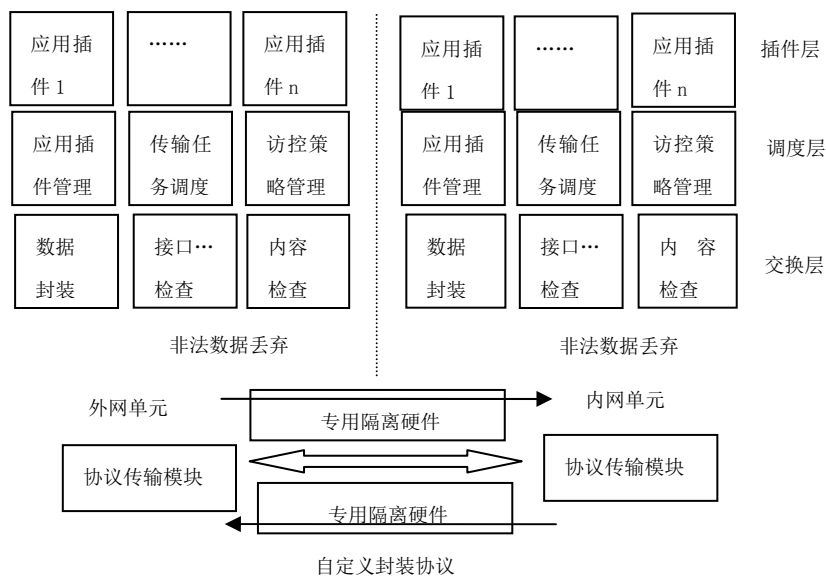 应用插
件 1
……
应用插
件 n
应用插
件 1
……
应用插
件 n
插件层
应用插
件管理
传输任
务调度
访控策
略管理
应用插
件管理
传输任
务调度
访控策
略管理
调度层
数据
封装
接口…
检查
内容
检查
数据
封装
接口…
检查
内 容
检查
交换层
非法数据丢弃
非法数据丢弃
外网单元
专用隔离硬件
内网单元
协议传输模块
协议传输模块
专用隔离硬件
自定义封装协议